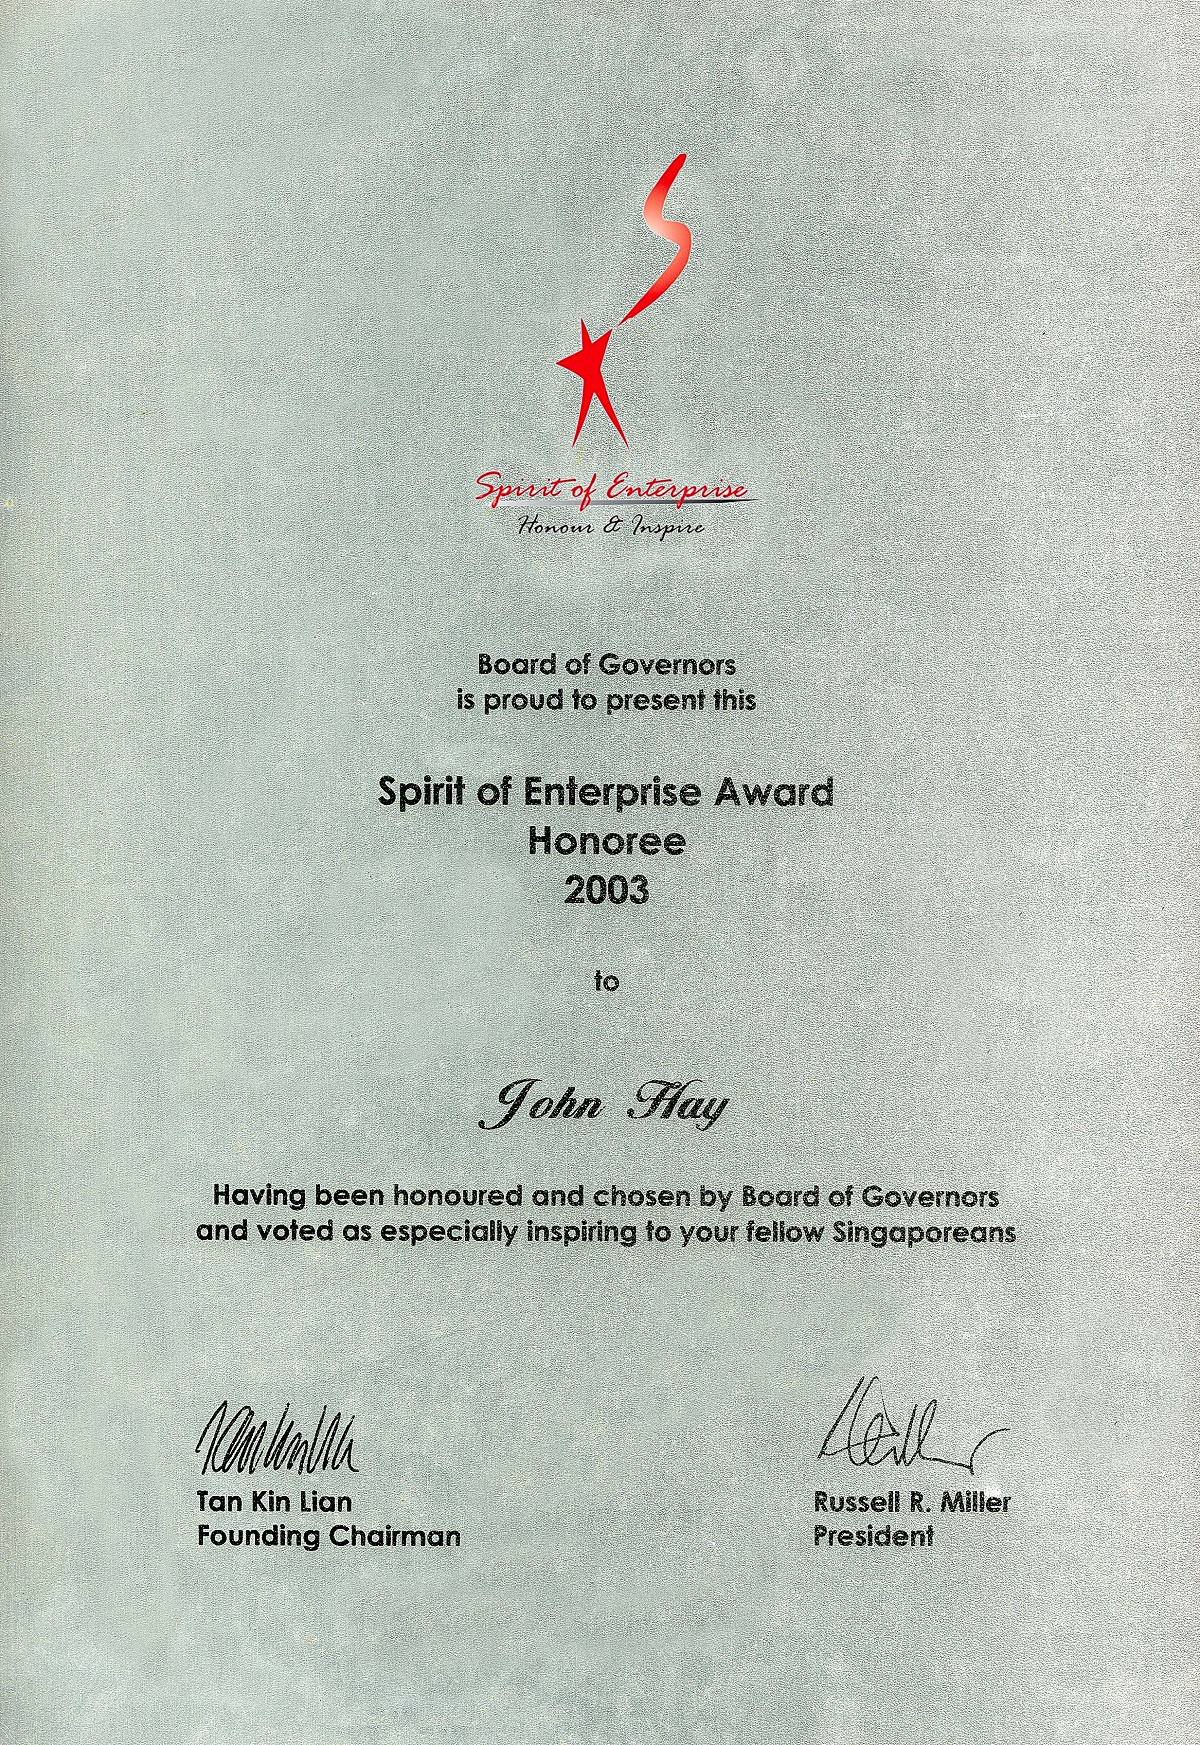 Spirit of Enterprise
Honour & Inspire
Board of Governors
is proud to present this
Spirit of Enterprise Award
Honoree
2003
to
John Hay
Having been honoured and chosen by Board of Governors
and voted as especially inspiring to your fellow Singaporeans
Tan Kin Lian
Founding Chairman
Russell R. Miller
President